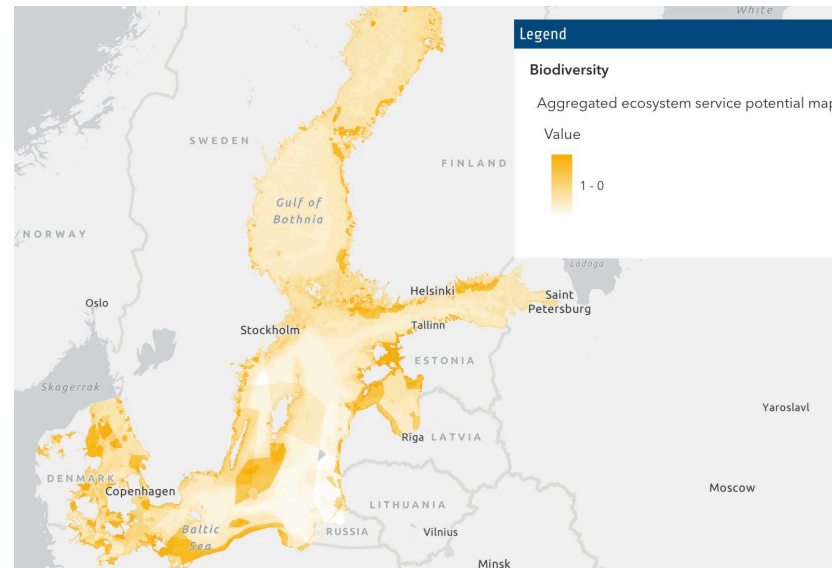 White
Legend
Biodiversity
Aggregated ecosystem service potential map
Value
1 - 0
SWEDEN
FINLAND
Gulf of
Bothnia
NORWAY
Ladoga
Helsinki
Saint
Petersburg
Oslo
Stockholm
Tallinn
ESTONIA
Skagerrak
Yaroslavl
Rīga
LATVIA
DENMARK
Copenhagen
Moscow
LITHUANIA
Baltic
Sea
RUSSIA
Vilnius
Minsk